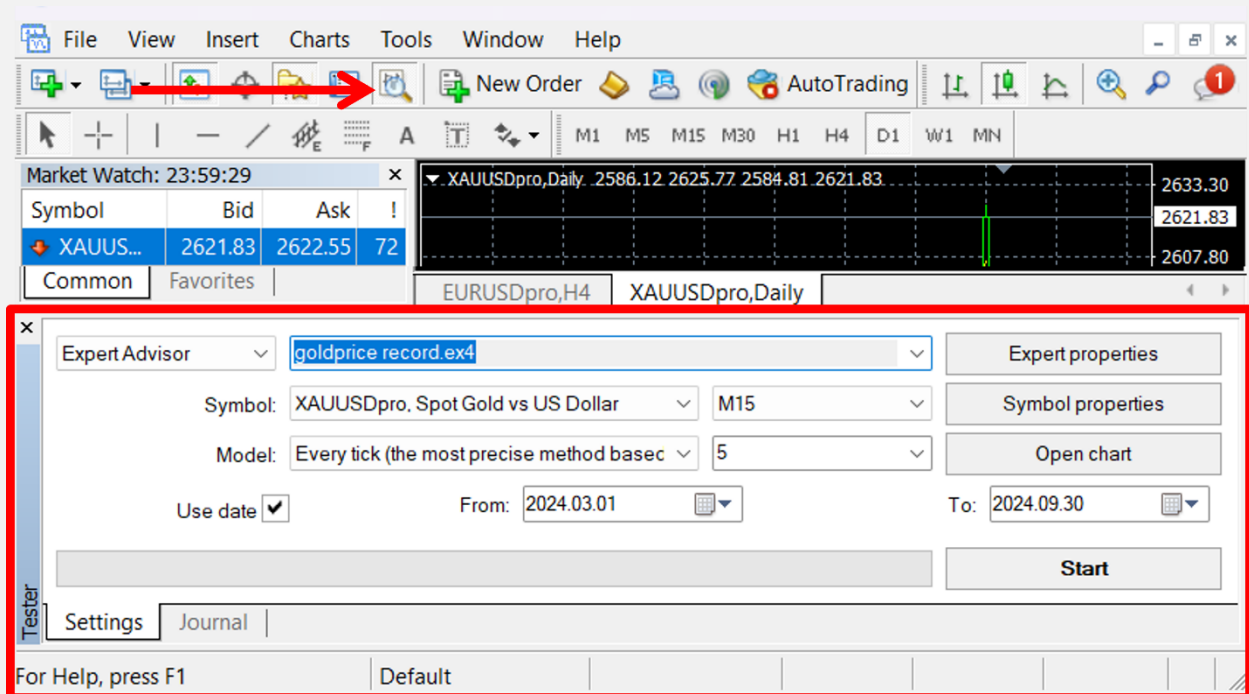 File View Insert Charts Tools Window Help
New Order AutoTrading 1
E F A T M1 M5 M15 M30 H1 H4 D1 W1 MN
Market Watch: 23:59:29
Symbol Bid Ask !
XAUUS... 2621.83 2622.55 72
Common Favorites
XAUUSDpro,Daily 2586.12 2625.77 2584.81 2621.83
2633.30
2621.83
2607.80
EURUSDpro,H4 XAUUSDpro,Daily
Expert Advisor goldprice record.ex4 Expert properties
Symbol: XAUUSDpro, Spot Gold vs US Dollar M15 Symbol properties
Model: Every tick (the most precise method based 5 Open chart
Use date From: 2024.03.01 To: 2024.09.30
Start
Tester
Settings Journal
For Help, press F1 Default